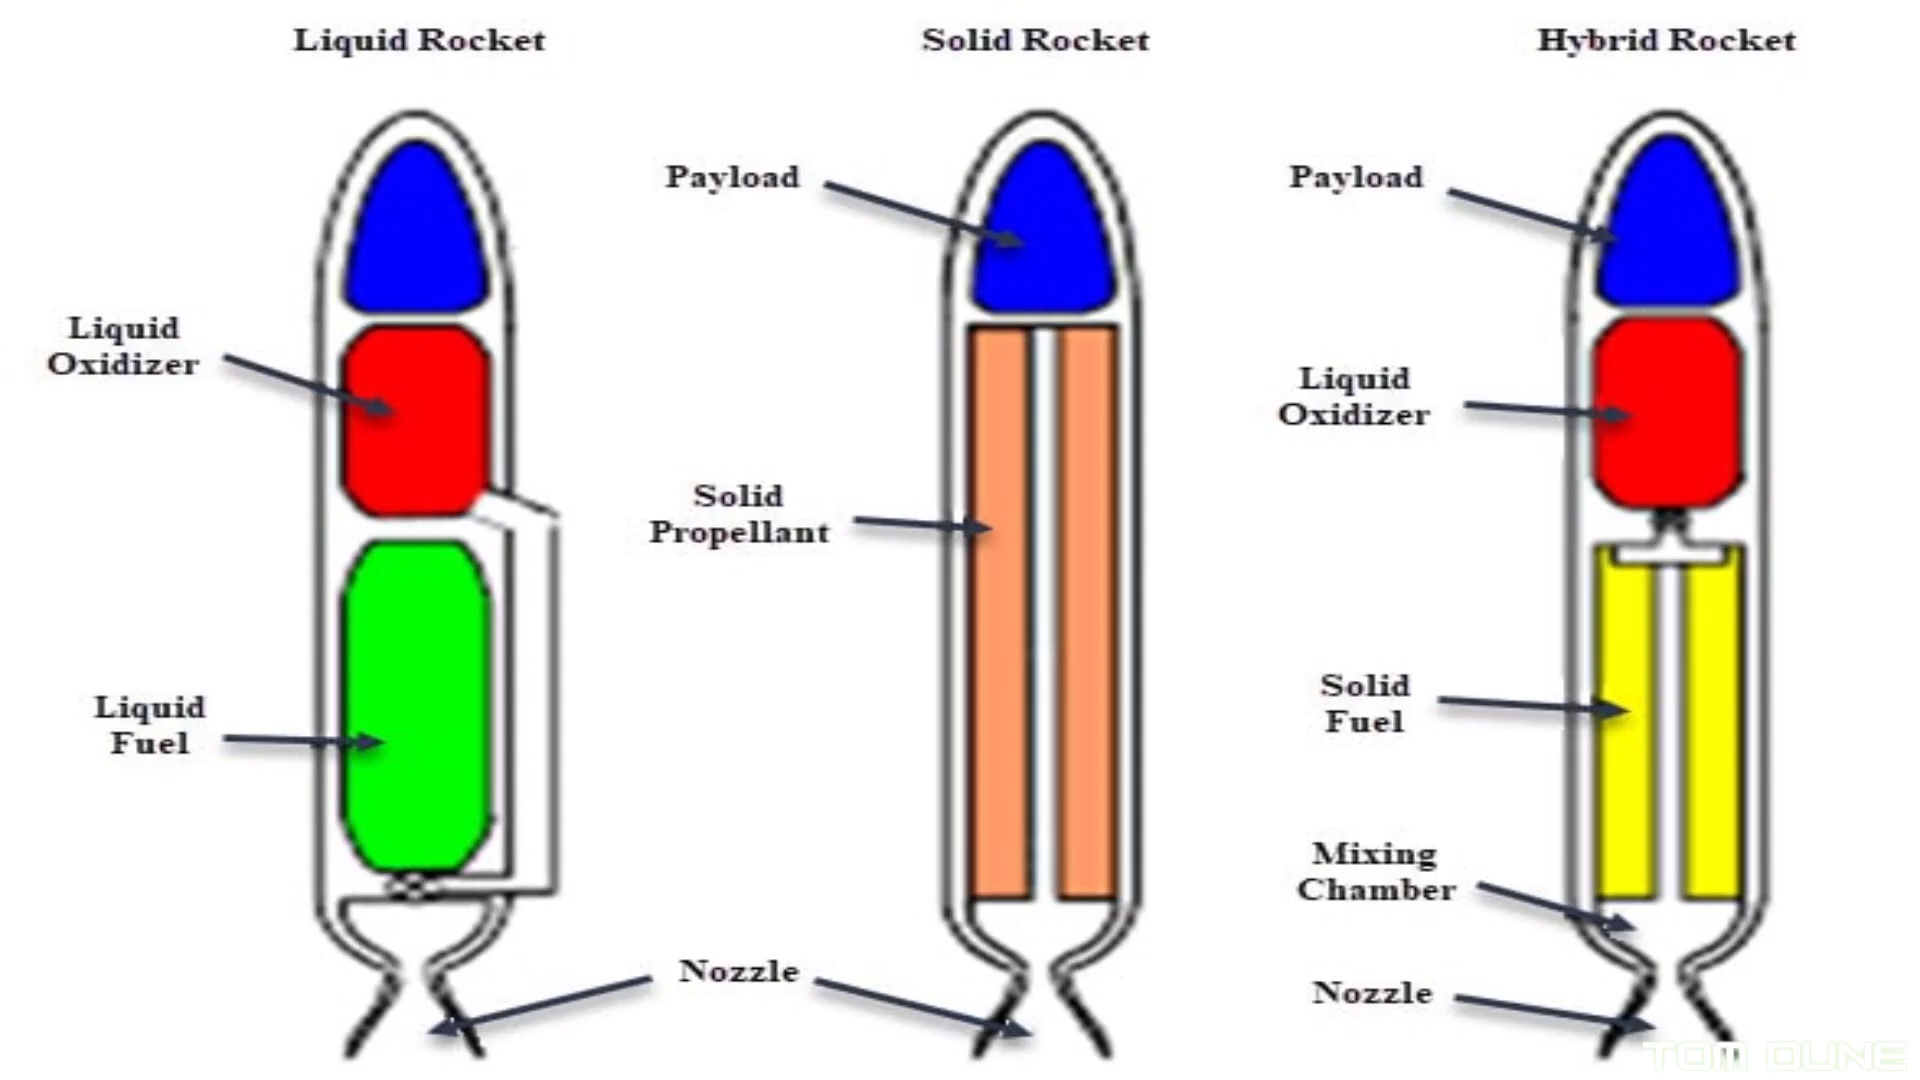 Liquid Rocket
Solid Rocket
Hybrid Rocket
Payload
Payload
Liquid
Oxidizer
Liquid
Oxidizer
Solid
Propellant
Liquid
Fuel
Solid
Fuel
Mixing
Chamber
Nozzle
Nozzle
TOM DUNE